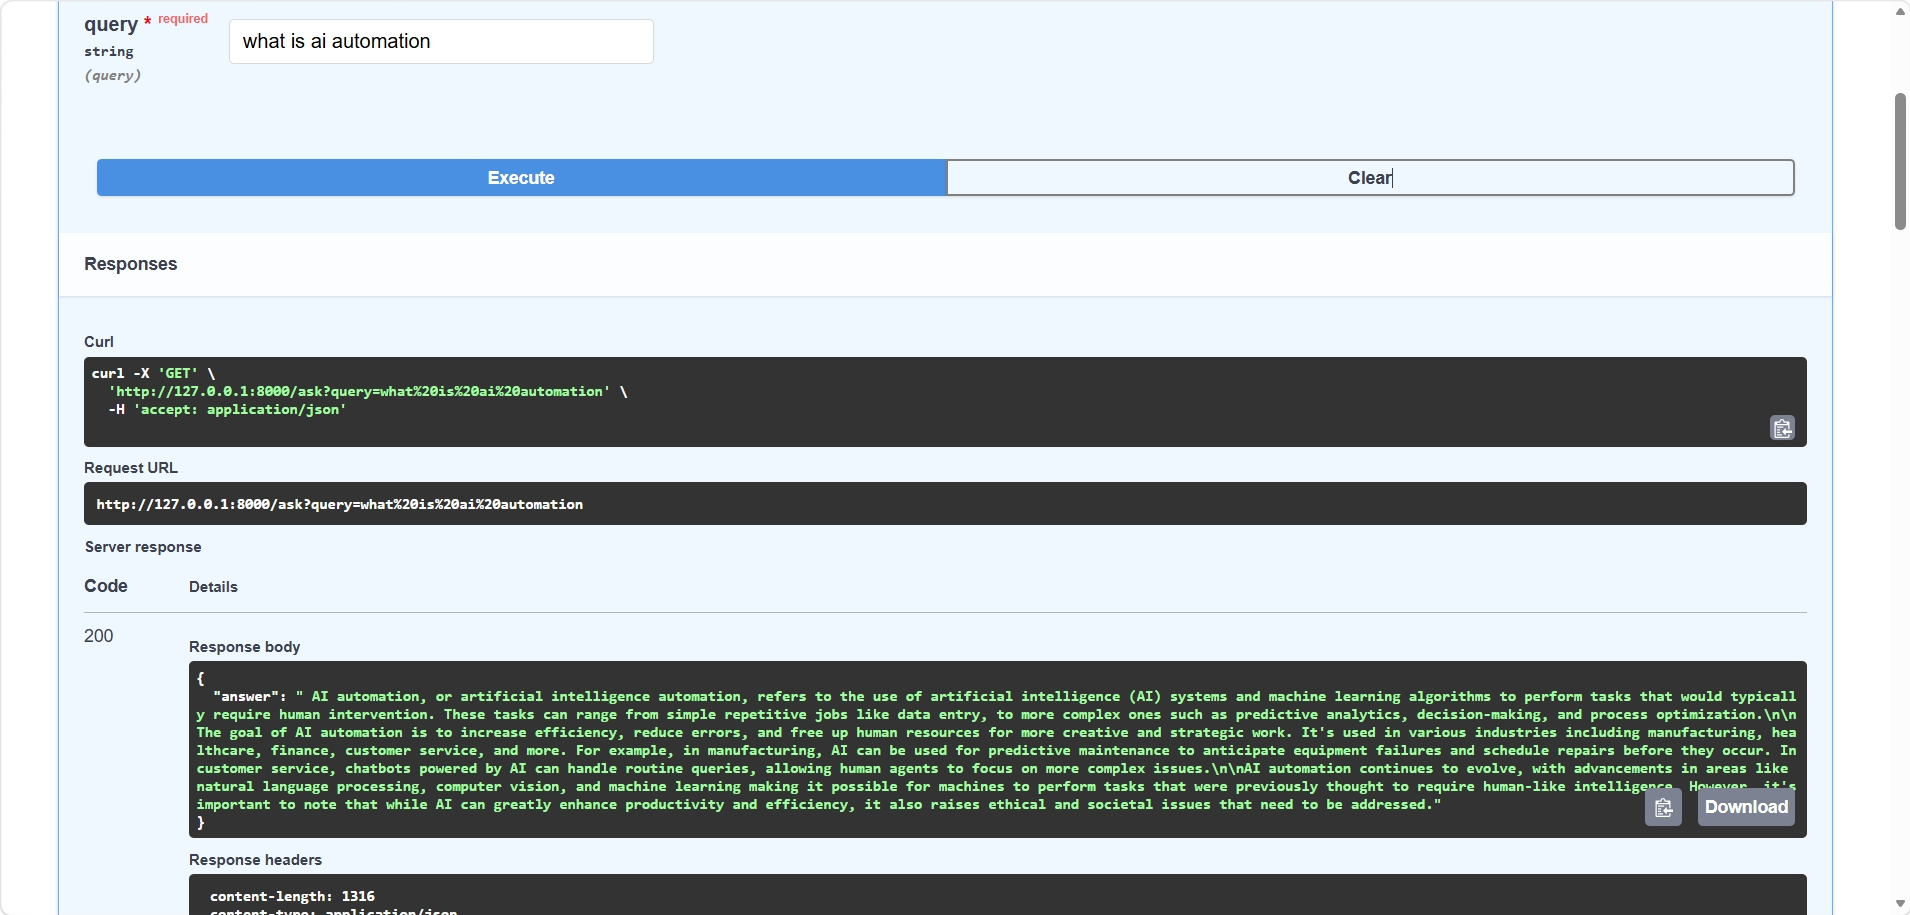 query * required
string
(query)
what is ai automation
Execute
Clear
Responses
Curl
curl -X 'GET' \
  'http://127.0.0.1:8000/ask?query=what%20is%20ai%20automation' \
  -H 'accept: application/json'
Request URL
http://127.0.0.1:8000/ask?query=what%20is%20ai%20automation
Server response
Code Details
200
Response body
{
  "answer": " AI automation, or artificial intelligence automation, refers to the use of artificial intelligence (AI) systems and machine learning algorithms to perform tasks that would typicall
y require human intervention. These tasks can range from simple repetitive jobs like data entry, to more complex ones such as predictive analytics, decision-making, and process optimization.\n\n
The goal of AI automation is to increase efficiency, reduce errors, and free up human resources for more creative and strategic work. It's used in various industries including manufacturing, hea
lthcare, finance, customer service, and more. For example, in manufacturing, AI can be used for predictive maintenance to anticipate equipment failures and schedule repairs before they occur. In
customer service, chatbots powered by AI can handle routine queries, allowing human agents to focus on more complex issues.\n\nAI automation continues to evolve, with advancements in areas like
natural language processing, computer vision, and machine learning making it possible for machines to perform tasks that were previously thought to require human-like intelligence. However, it's
important to note that while AI can greatly enhance productivity and efficiency, it also raises ethical and societal issues that need to be addressed."
}
Download
Response headers
content-length: 1316
content-type: application/json